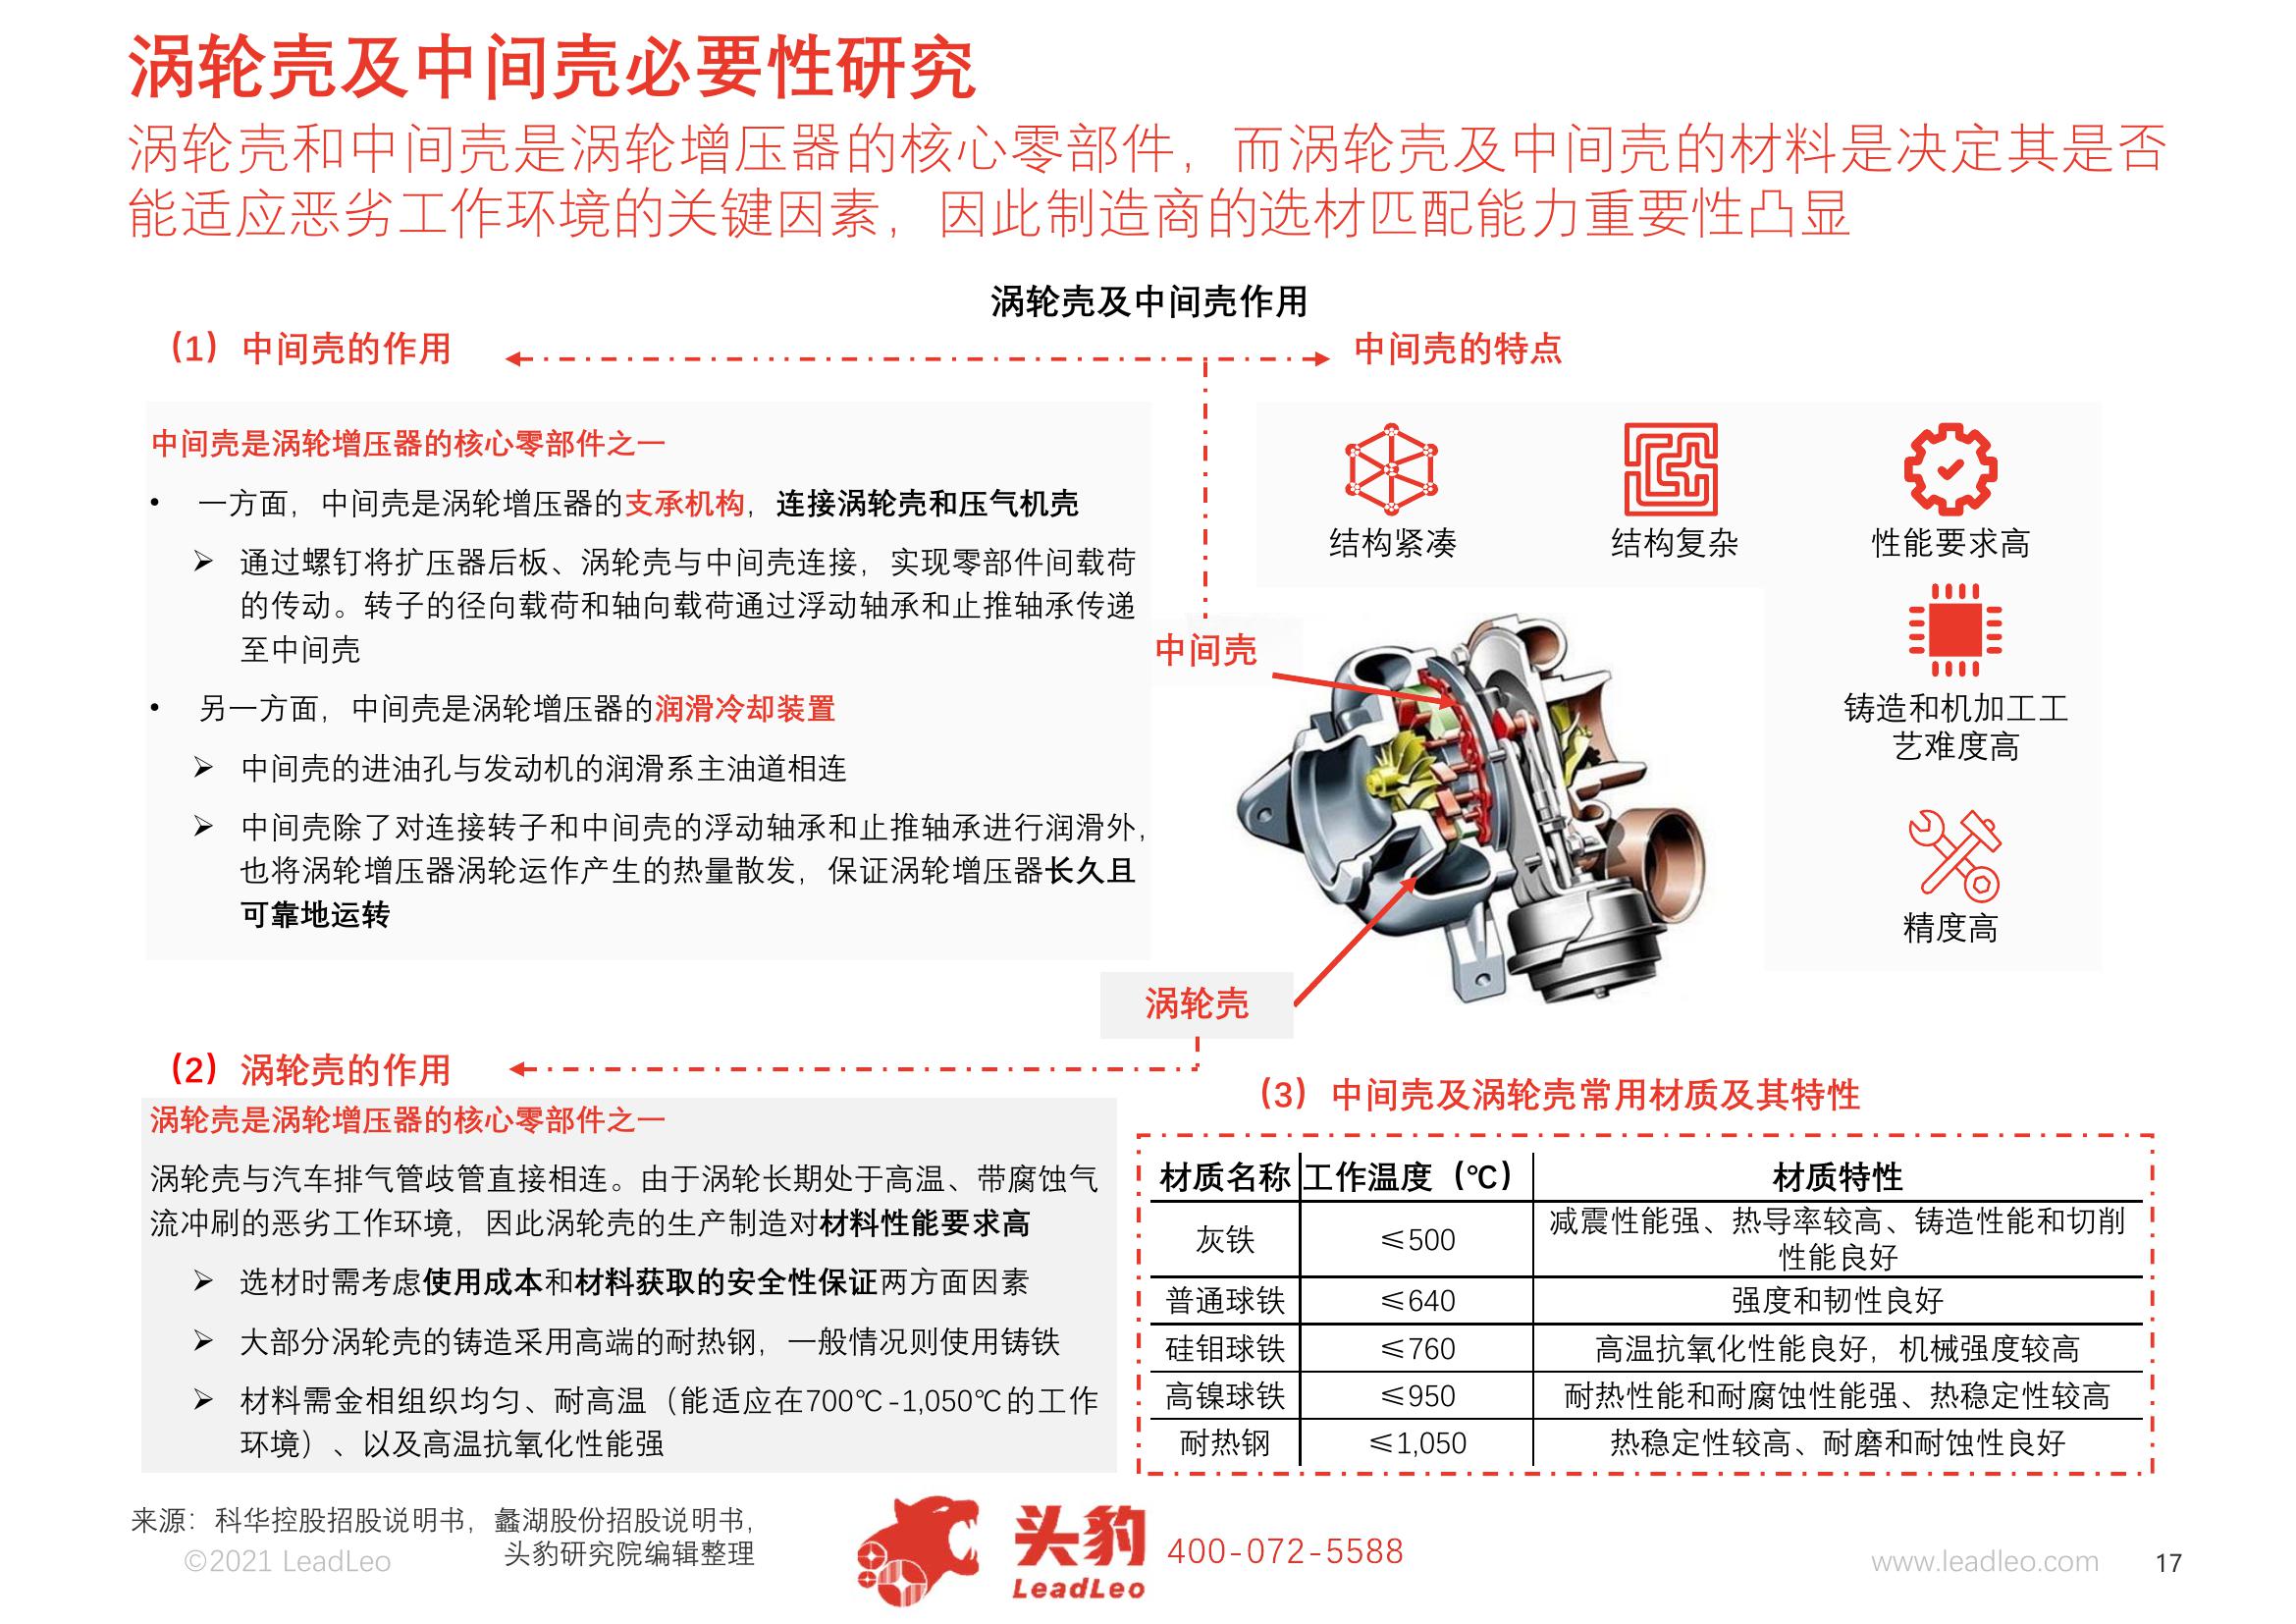 涡轮壳及中间壳必要性研究
涡轮壳和中间壳是涡轮增压器的核心零部件，而涡轮壳及中间壳的材料是决定其是否
能适应恶劣工作环境的关键因素，因此制造商的选材匹配能力重要性凸显
涡轮壳及中间壳作用
（1）中间壳的作用
中间壳的特点
中间壳是涡轮增压器的核心零部件之一
• 一方面，中间壳是涡轮增压器的支承机构，连接涡轮壳和压气机壳
➢ 通过螺钉将扩压器后板、涡轮壳与中间壳连接，实现零部件间载荷
的传动。转子的径向载荷和轴向载荷通过浮动轴承和止推轴承传递
至中间壳
• 另一方面，中间壳是涡轮增压器的润滑冷却装置
➢ 中间壳的进油孔与发动机的润滑系主油道相连
➢ 中间壳除了对连接转子和中间壳的浮动轴承和止推轴承进行润滑外，
也将涡轮增压器涡轮运作产生的热量散发，保证涡轮增压器长久且
可靠地运转
结构紧凑
结构复杂
性能要求高
铸造和机加工工
艺难度高
精度高
中间壳
涡轮壳
（2）涡轮壳的作用
涡轮壳是涡轮增压器的核心零部件之一
涡轮壳与汽车排气管歧管直接相连。由于涡轮长期处于高温、带腐蚀气
流冲刷的恶劣工作环境，因此涡轮壳的生产制造对材料性能要求高
➢ 选材时需考虑使用成本和材料获取的安全性保证两方面因素
➢ 大部分涡轮壳的铸造采用高端的耐热钢，一般情况则使用铸铁
➢ 材料需金相组织均匀、耐高温（能适应在700℃-1,050℃的工作
环境）、以及高温抗氧化性能强
（3）中间壳及涡轮壳常用材质及其特性
材质名称 工作温度（℃） 材质特性
灰铁 ≤500 减震性能强、热导率较高、铸造性能和切削
性能良好
普通球铁 ≤640 强度和韧性良好
硅钼球铁 ≤760 高温抗氧化性能良好，机械强度较高
高镍球铁 ≤950 耐热性能和耐腐蚀性能强、热稳定性较高
耐热钢 ≤1,050 热稳定性较高、耐磨和耐蚀性良好
来源：科华控股招股说明书，蠡湖股份招股说明书，
头豹研究院编辑整理
©2021 LeadLeo
头豹
LeadLeo
400-072-5588
www.leadleo.com
17